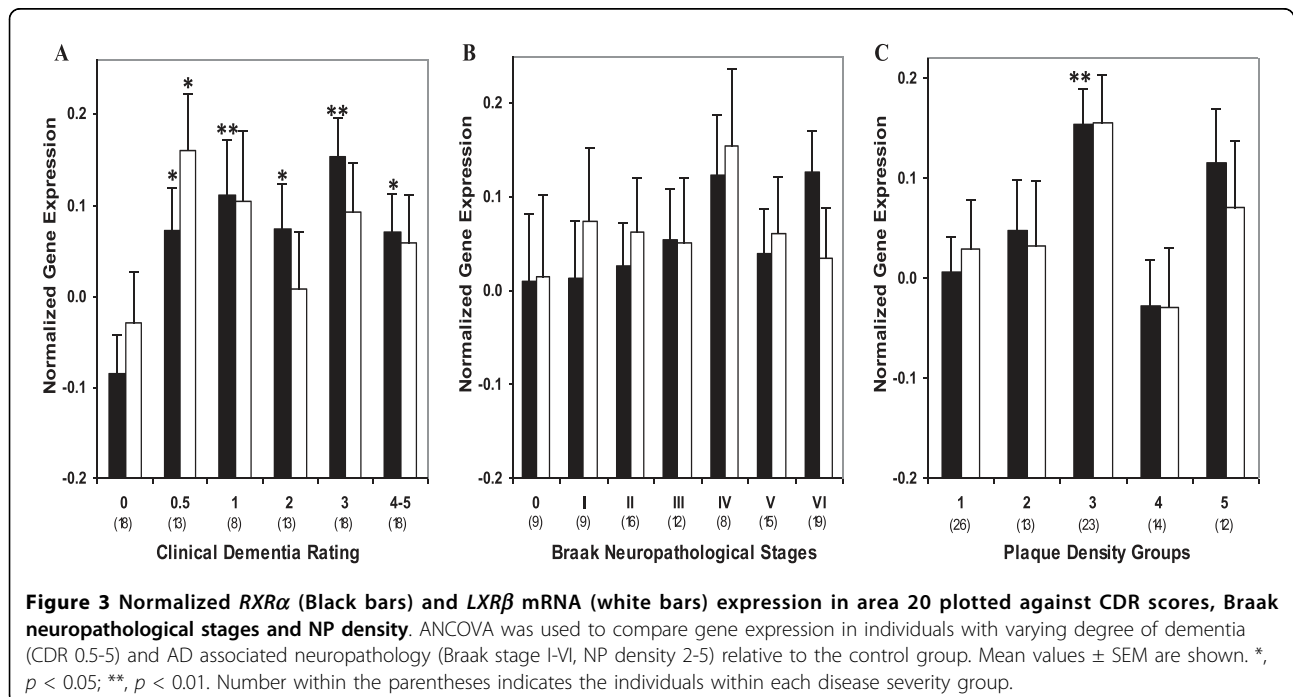 A
Normalized Gene Expression
0.2
0.1
0.0
-0.1
-0.2
*
*
**
*
**
*
0 0.5 1 2 3 4-5
(18) (13) (8) (13) (18) (18)
Clinical Dementia Rating
B
Normalized Gene Expression
0.2
0.1
0.0
-0.1
-0.2
0 I II III IV V VI
(9) (9) (16) (12) (8) (15) (19)
Braak Neuropathological Stages
C
Normalized Gene Expression
0.2
0.1
0.0
-0.1
-0.2
**
1 2 3 4 5
(26) (13) (23) (14) (12)
Plaque Density Groups
Figure 3 Normalized RXRα (Black bars) and LXRβ mRNA (white bars) expression in area 20 plotted against CDR scores, Braak
neuropathological stages and NP density. ANCOVA was used to compare gene expression in individuals with varying degree of dementia
(CDR 0.5-5) and AD associated neuropathology (Braak stage I-VI, NP density 2-5) relative to the control group. Mean values ± SEM are shown. *,
p < 0.05; **, p < 0.01. Number within the parentheses indicates the individuals within each disease severity group.